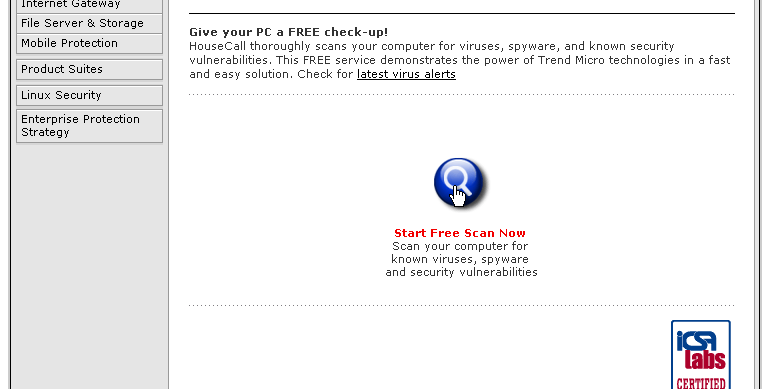 Internet Gateway
File Server & Storage
Mobile Protection
Product Suites
Linux Security
Enterprise Protection
Strategy
Give your PC a FREE check-up!
HouseCall thoroughly scans your computer for viruses, spyware, and known security
vulnerabilities. This FREE service demonstrates the power of Trend Micro technologies in a fast
and easy solution. Check for latest virus alerts
Start Free Scan Now
Scan your computer for
known viruses, spyware
and security vulnerabilities
ICSA
labs
CERTIFIED